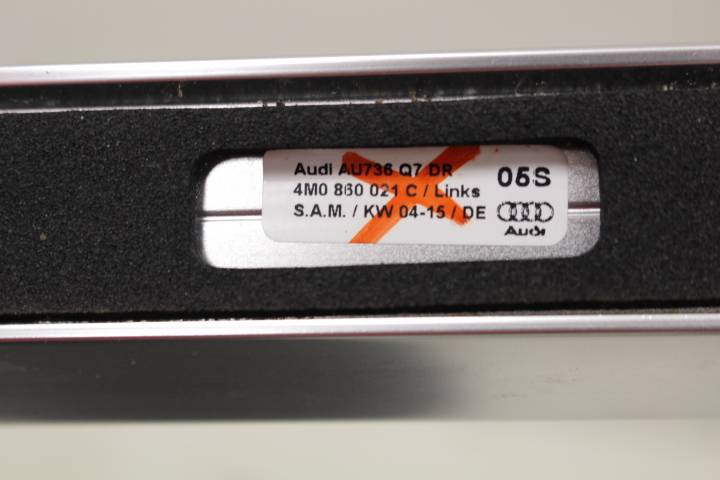 Audi AU736 Q7 DR 05S
4M0 860 021 C / Links
S.A.M. / KW 04-15 / DE
Audi